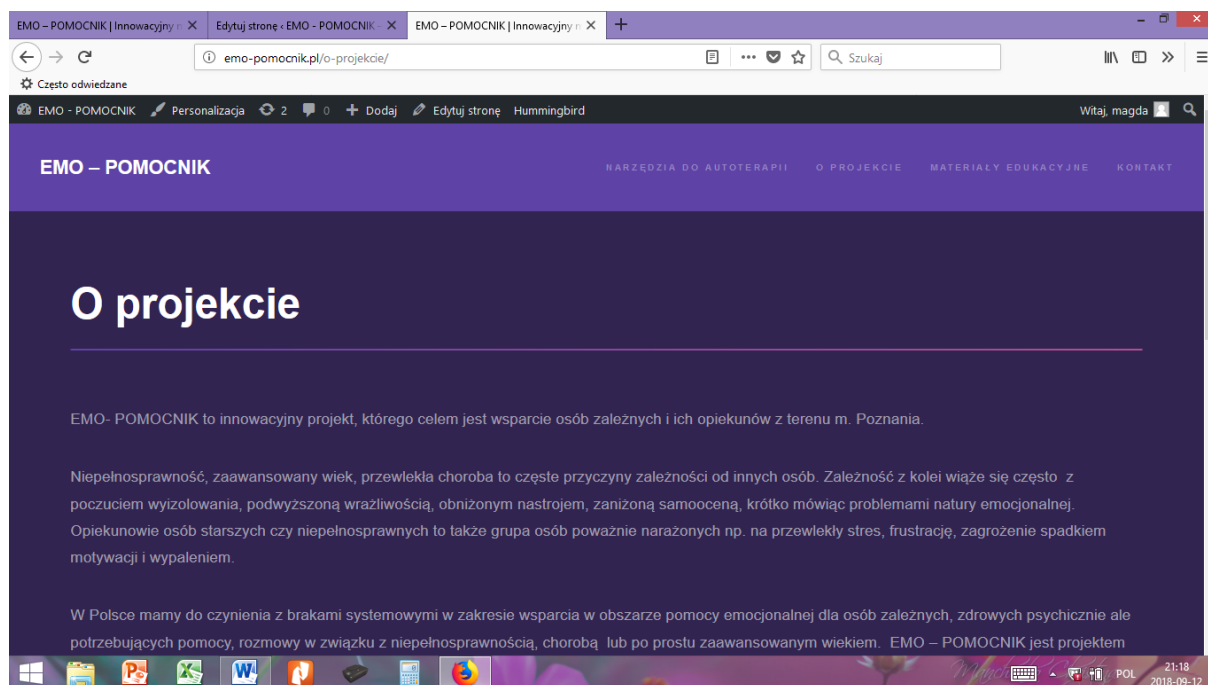 EMO – POMOCNIK | Innowacyjny n
Edytuj stronę ‹ EMO - POMOCNIK -
EMO – POMOCNIK | Innowacyjny n
emo-pomocnik.pl/o-projekcie/
Szukaj
Często odwiedzane
EMO - POMOCNIK Personalizacja 2 0 Dodaj Edytuj stronę Hummingbird Witaj, magda
EMO – POMOCNIK
NARZĘDZIA DO AUTOTERAPII O PROJEKCIE MATERIAŁY EDUKACYJNE KONTAKT
O projekcie
EMO- POMOCNIK to innowacyjny projekt, którego celem jest wsparcie osób zależnych i ich opiekunów z terenu m. Poznania.
Niepełnosprawność, zaawansowany wiek, przewlekła choroba to częste przyczyny zależności od innych osób. Zależność z kolei wiąże się często z
poczuciem wyizolowania, podwyższoną wrażliwością, obniżonym nastrojem, zaniżoną samooceną, krótko mówiąc problemami natury emocjonalnej.
Opiekunowie osób starszych czy niepełnosprawnych to także grupa osób poważnie narażonych np. na przewlekły stres, frustrację, zagrożenie spadkiem
motywacji i wypaleniem.
W Polsce mamy do czynienia z brakami systemowymi w zakresie wsparcia w obszarze pomocy emocjonalnej dla osób zależnych, zdrowych psychicznie ale
potrzebujących pomocy, rozmowy w związku z niepełnosprawnością, chorobą lub po prostu zaawansowanym wiekiem. EMO – POMOCNIK jest projektem
POL
21:18
2018-09-12